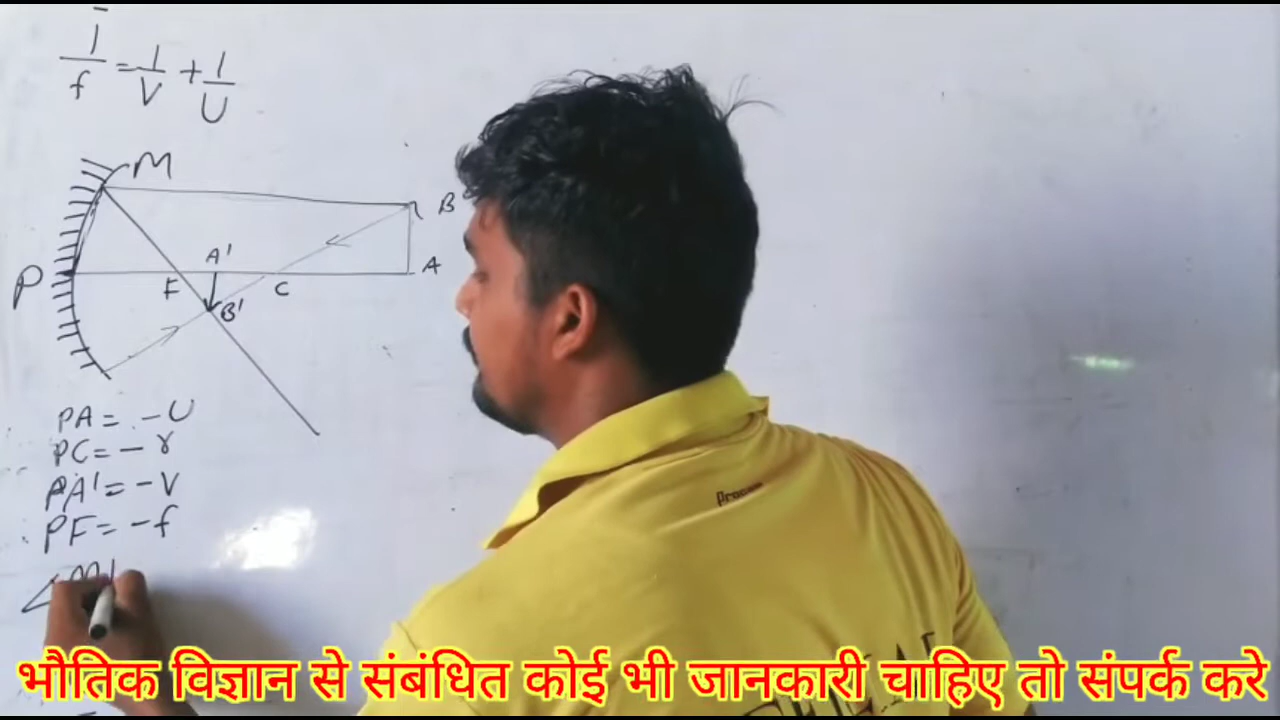 1/f = 1/V + 1/U
M
B
A'
A
P
F
C
B'
PA = -U
PC = -r
PA' = -V
PF = -f
भौतिक विज्ञान से संबंधित कोई भी जानकारी चाहिए तो संपर्क करे